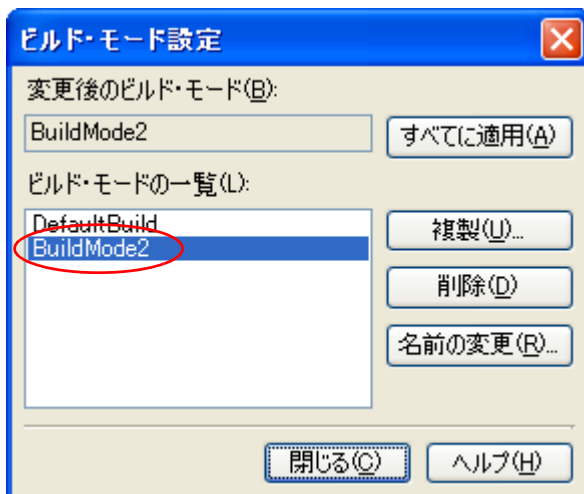 ビルド・モード設定
変更後のビルド・モード(B):
BuildMode2
すべてに適用(A)
ビルド・モードの一覧(L):
DefaultBuild
BuildMode2
複製(U)...
削除(D)
名前の変更(R)...
閉じる(C)
ヘルプ(H)